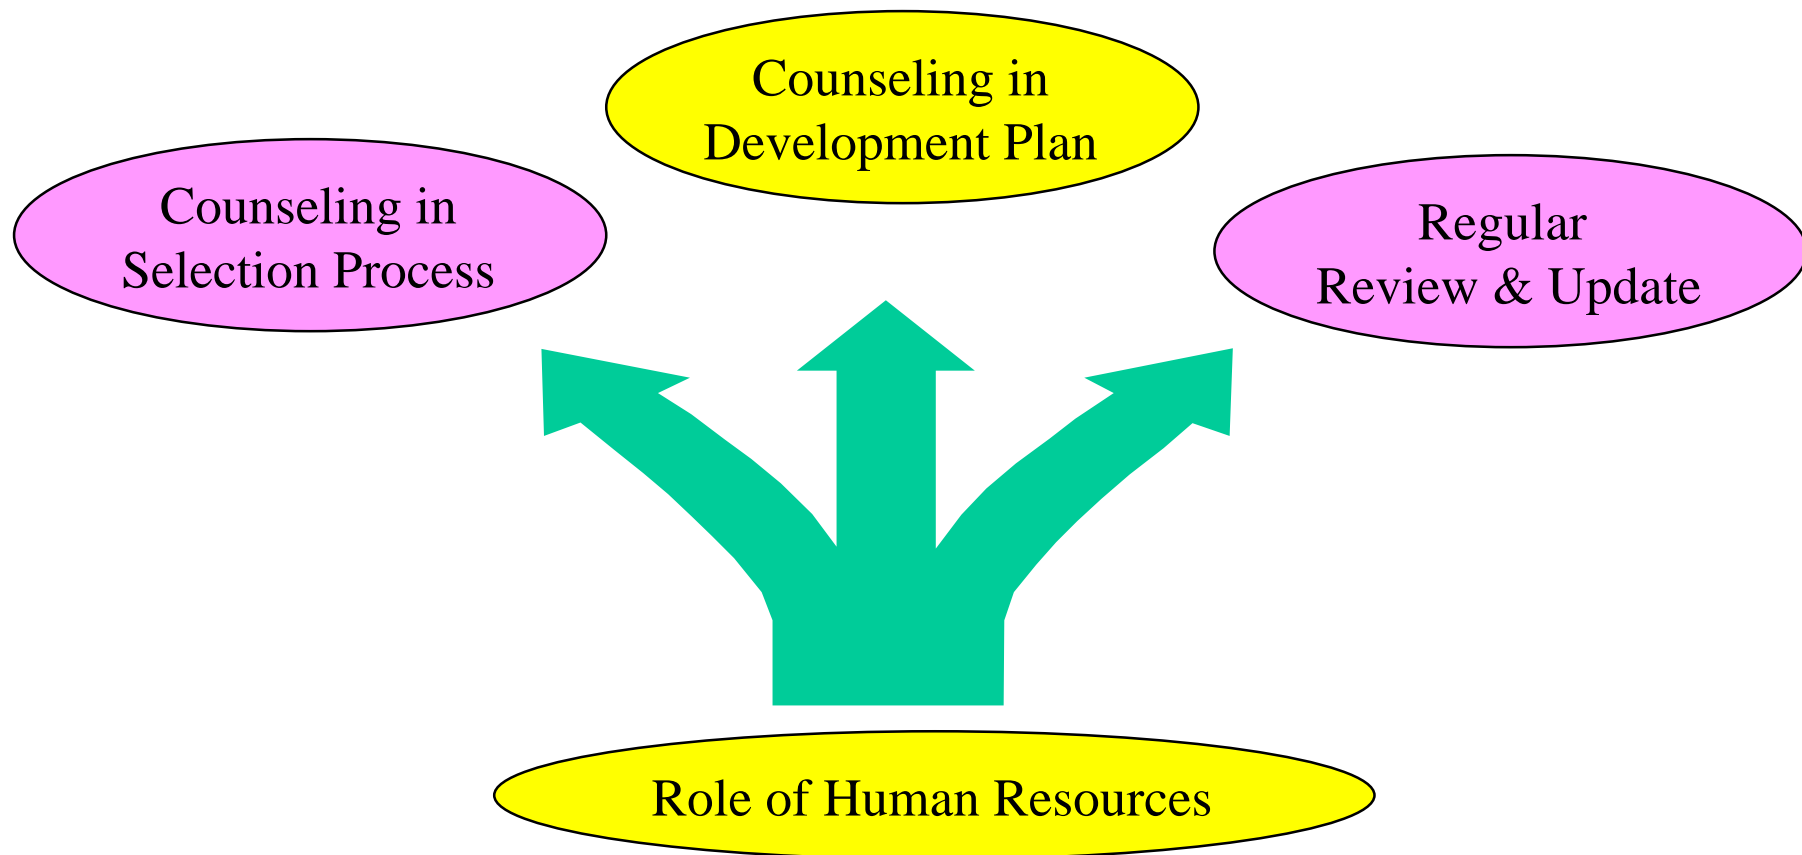 Counseling in
Development Plan
Counseling in
Selection Process
Regular
Review & Update
Role of Human Resources